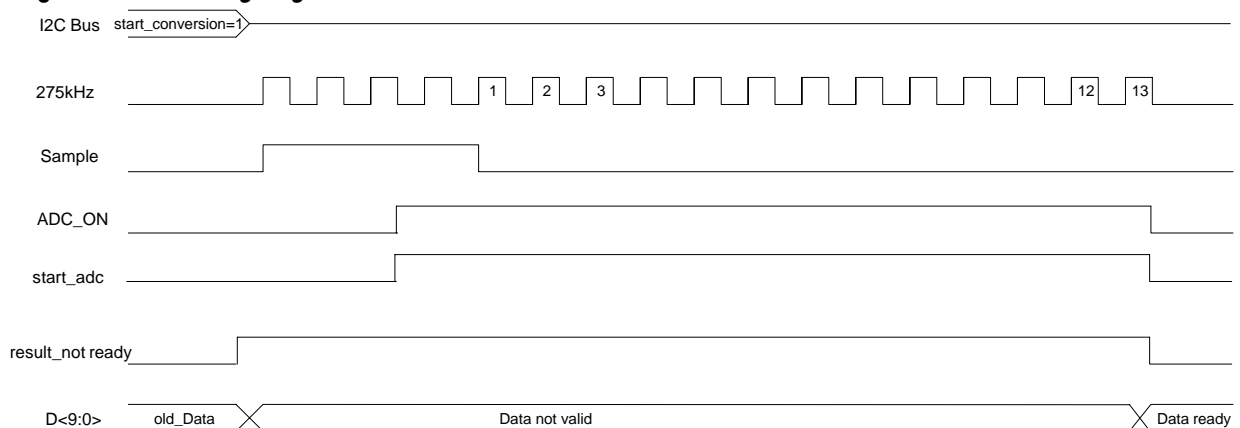 I2C Bus start_conversion=1
275kHz 1 2 3 12 13
Sample
ADC_ON
start_adc
result_not ready
D<9:0> old_Data Data not valid Data ready